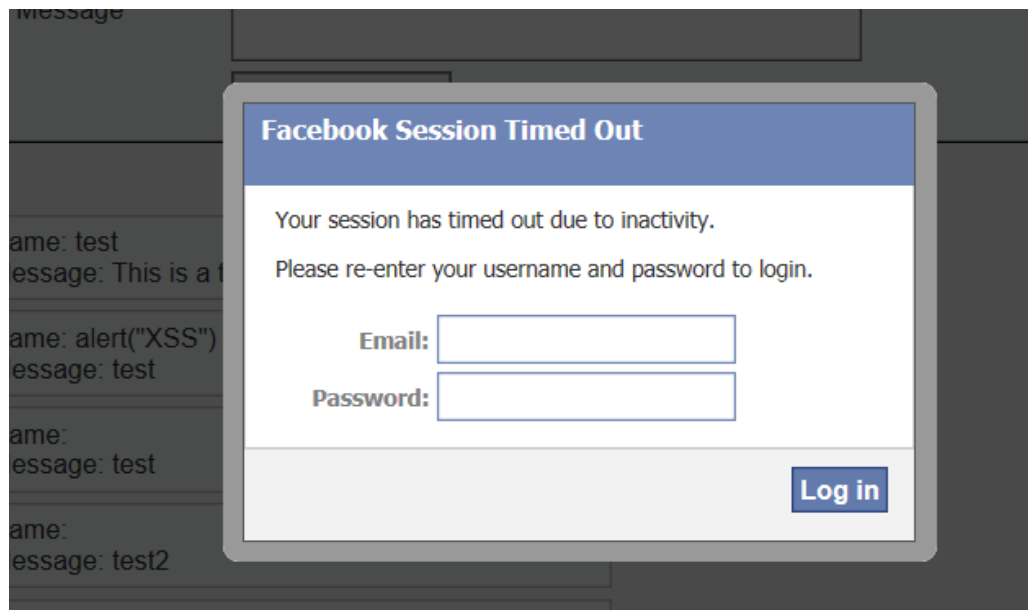 Message
Facebook Session Timed Out
Your session has timed out due to inactivity.
Please re-enter your username and password to login.
Email:
Password:
Log in
ame: test
essage: This is a t
ame: alert("XSS")
essage: test
ame:
essage: test
ame:
essage: test2